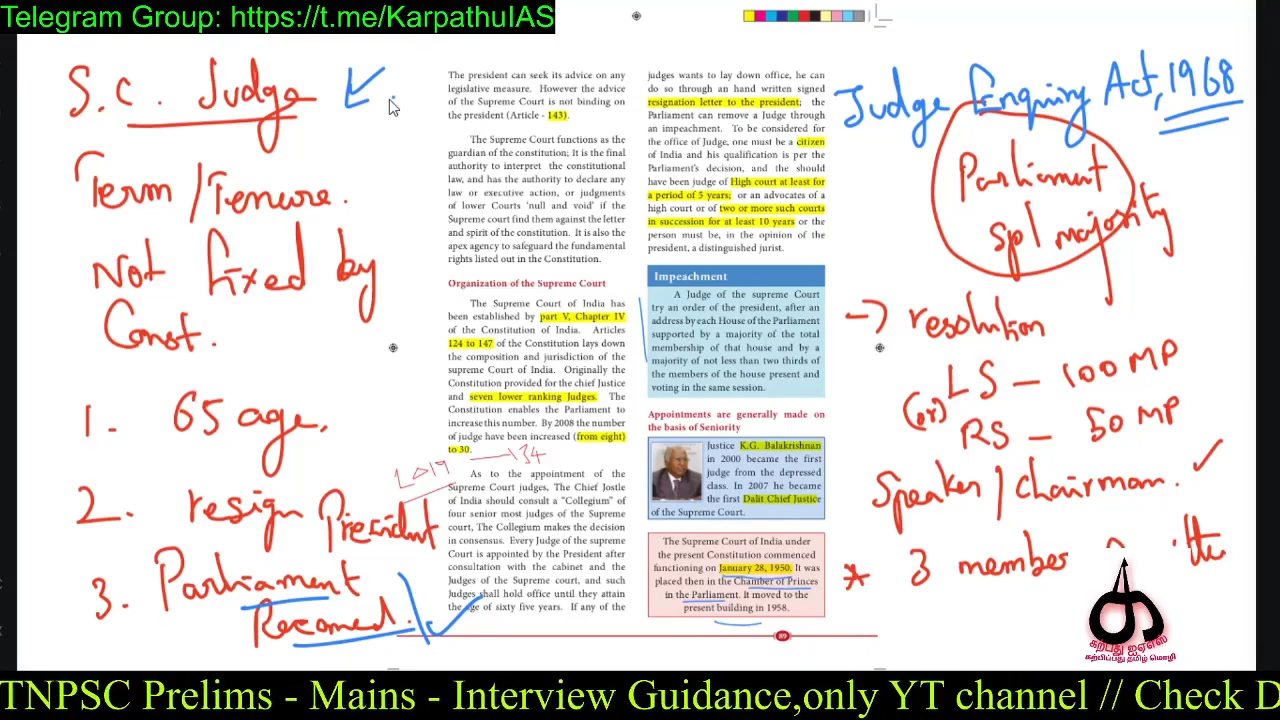 Telegram Group: https://t.me/KarpathuIAS
S.C. Judge
Term/Tenure.
Not fixed by
Const.
1. 65 age,
2. resign President
3. Parliament
Recomed.
The president can seek its advice on any
legislative measure. However the advice
of the Supreme Court is not binding on
the president (Article - 143).
The Supreme Court functions as the
guardian of the constitution; It is the final
authority to interpret the constitutional
law, and has the authority to declare any
law or executive action, or judgments
of lower Courts 'null and void' if the
Supreme court find them against the letter
and spirit of the constitution. It is also the
apex agency to safeguard the fundamental
rights listed out in the Constitution.
Organization of the Supreme Court
The Supreme Court of India has
been established by part V, Chapter IV
of the Constitution of India. Articles
124 to 147 of the Constitution lays down
the composition and jurisdiction of the
supreme Court of India. Originally the
Constitution provided for the chief Justice
and seven lower ranking Judges. The
Constitution enables the Parliament to
increase this number. By 2008 the number
of judge have been increased (from eight)
to 30.
2019 34
As to the appointment of the
Supreme Court judges, The Chief Jostle
of India should consult a "Collegium" of
four senior most judges of the Supreme
court, The Collegium makes the decision
in consensus. Every Judge of the supreme
Court is appointed by the President after
consultation with the cabinet and the
Judges of the Supreme court, and such
Judges shall hold office until they attain
the age of sixty five years. If any of the
judges wants to lay down office, he can
do so through an hand written signed
resignation letter to the president; the
Parliament can remove a Judge through
an impeachment. To be considered for
the office of Judge, one must be a citizen
of India and his qualification is per the
Parliament's decision, and the should
have been judge of High court at least for
a period of 5 years; or an advocates of a
high court or of two or more such courts
in succession for at least 10 years or the
person must be, in the opinion of the
president, a distinguished jurist.
Impeachment
A Judge of the supreme Court
try an order of the president, after an
address by each House of the Parliament
supported by a majority of the total
membership of that house and by a
majority of not less than two thirds of
the members of the house present and
voting in the same session.
Appointments are generally made on
the basis of Seniority
Justice K.G. Balakrishnan
in 2000 became the first
judge from the depressed
class. In 2007 he became
the first Dalit Chief Justice
of the Supreme Court.
The Supreme Court of India under
the present Constitution commenced
functioning on January 28, 1950. It was
placed then in the Chamber of Princes
in the Parliament. It moved to the
present building in 1958.
89
Judge Enquiry Act, 1968
Parliament
spl majority
→ resolution
LS - 100 MP
(or)
RS - 50 MP
Speaker/chairman.
* 3 member
கற்பது ஐஏஎஸ்
கற்பிப்பது தமிழ் மொழி
TNPSC Prelims - Mains - Interview Guidance,only YT channel // Check D